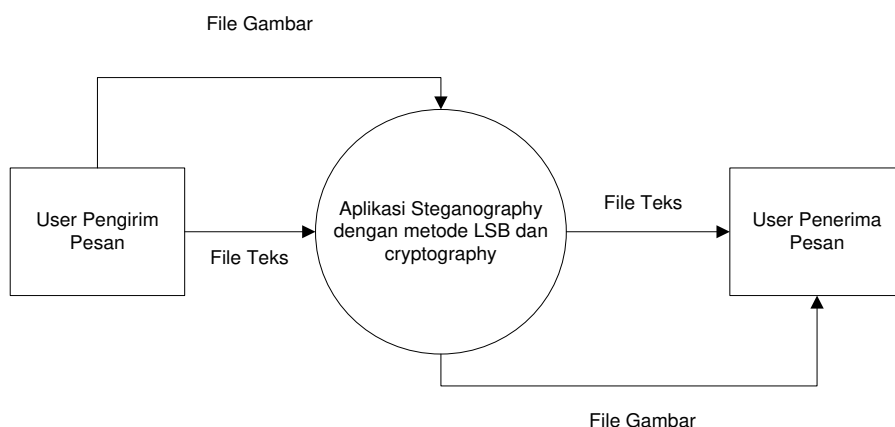 File Gambar
User Pengirim
Pesan
File Teks
Aplikasi Steganography
dengan metode LSB dan
cryptography
File Teks
User Penerima
Pesan
File Gambar